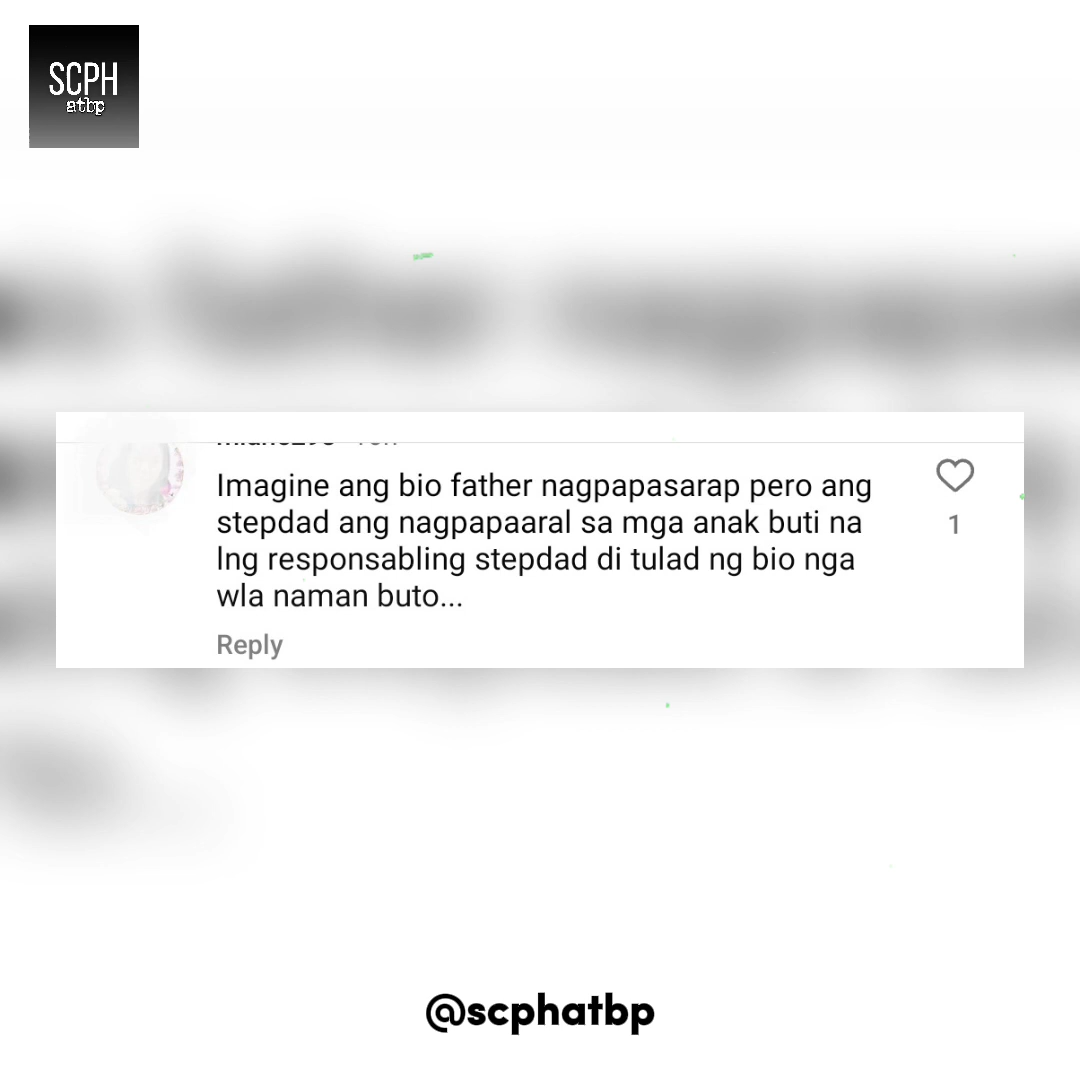 SCPH
atbp
Imagine ang bio father nagpapasarap pero ang
stepdad ang nagpapaaral sa mga anak buti na
lng responsabling stepdad di tulad ng bio nga
wla naman buto...
1
Reply
@scphatbp